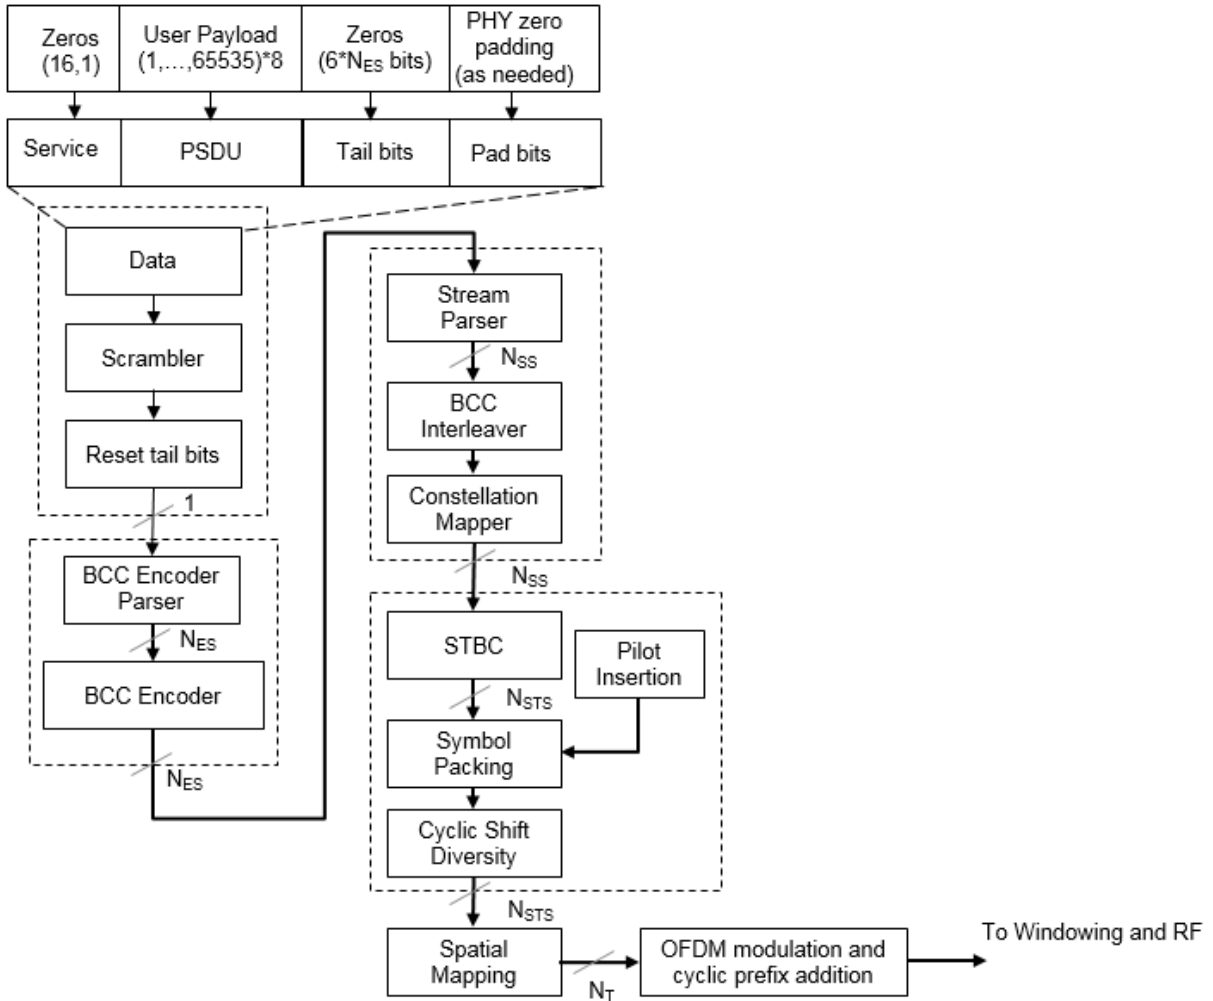 Zeros
(16,1)
User Payload
(1,...,65535)*8
Zeros
(6*N_ES bits)
PHY zero
padding
(as needed)
Service
PSDU
Tail bits
Pad bits
Data
Scrambler
Reset tail bits
1
BCC Encoder
Parser
N_ES
BCC Encoder
N_ES
Stream
Parser
N_SS
BCC
Interleaver
Constellation
Mapper
N_SS
STBC
Pilot
Insertion
N_STS
Symbol
Packing
Cyclic Shift
Diversity
N_STS
Spatial
Mapping
N_T
OFDM modulation and
cyclic prefix addition
To Windowing and RF